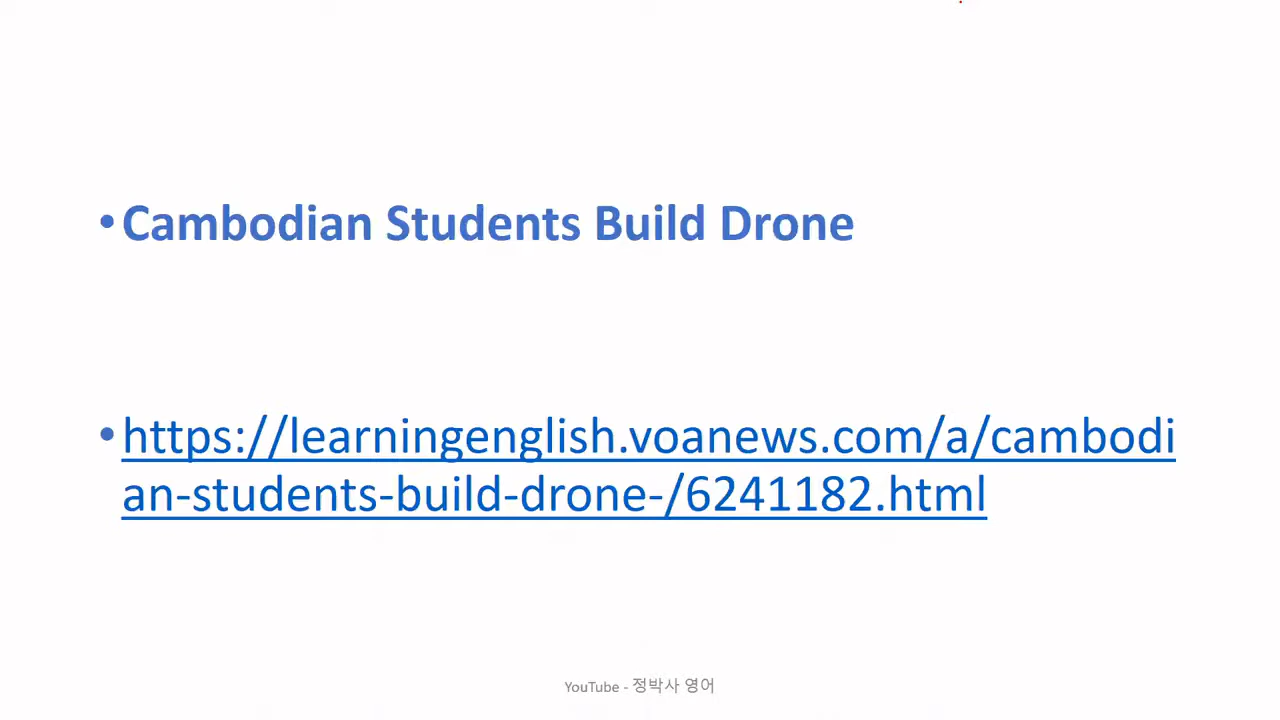 •Cambodian Students Build Drone
•https://learningenglish.voanews.com/a/cambodi
an-students-build-drone-/6241182.html
YouTube - 정박사 영어